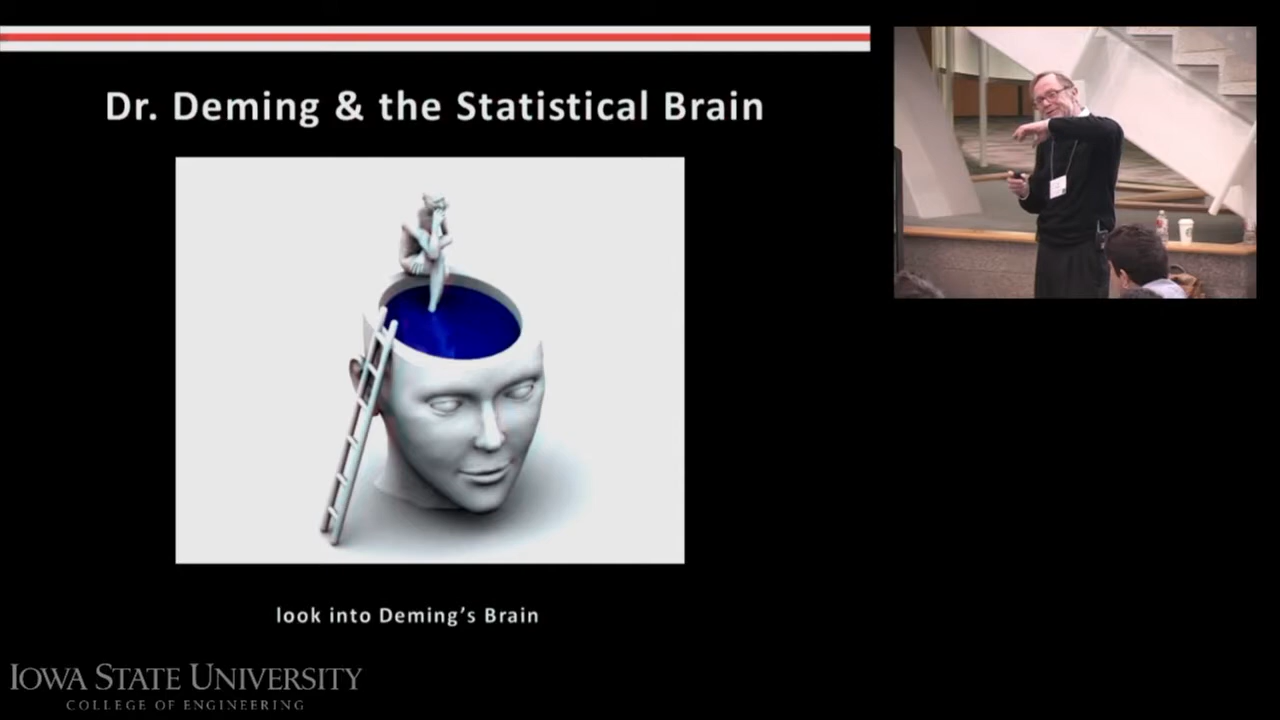 Dr. Deming & the Statistical Brain
look into Deming's Brain
IOWA STATE UNIVERSITY
COLLEGE OF ENGINEERING